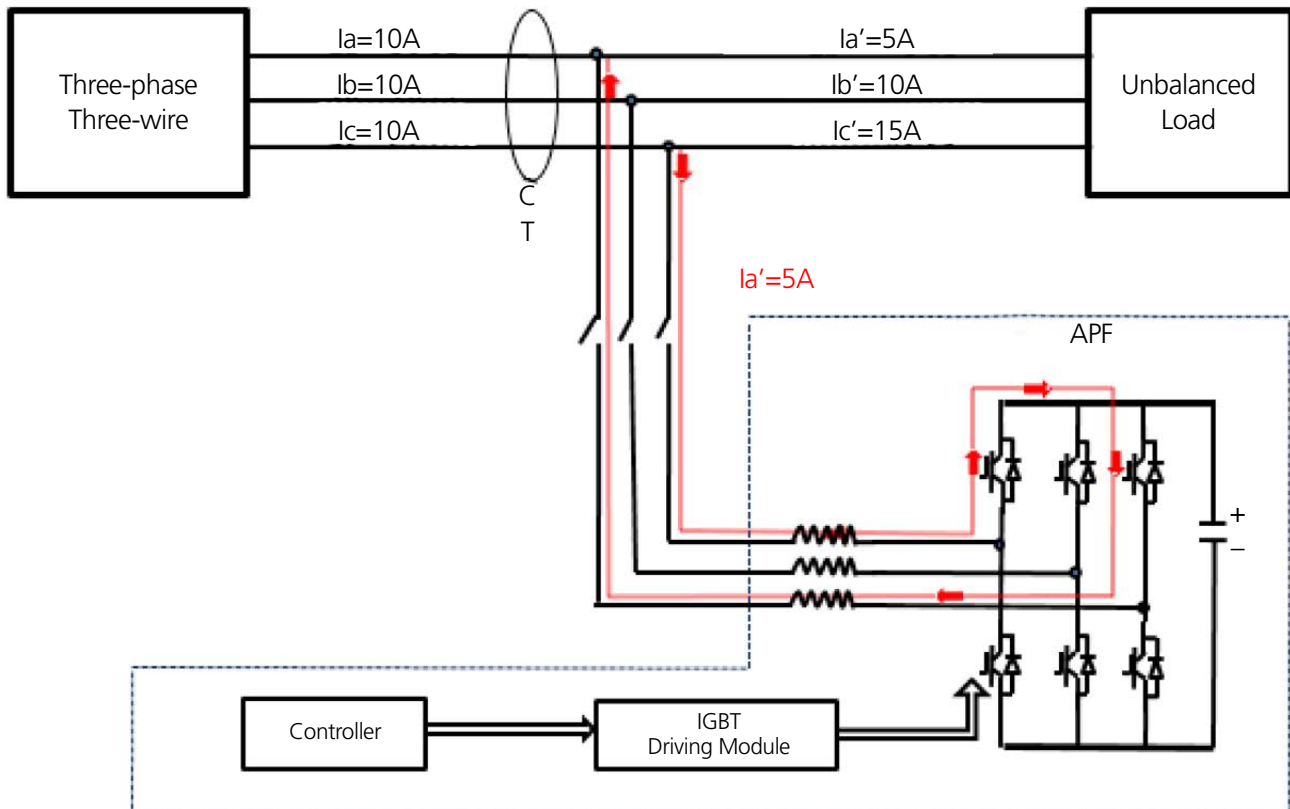 Three-phase
Three-wire
Ia=10A
Ib=10A
Ic=10A
Ia’=5A
Ib’=10A
Ic’=15A
Unbalanced
Load
C
T
Ia’=5A
APF
+
–
Controller
IGBT
Driving Module